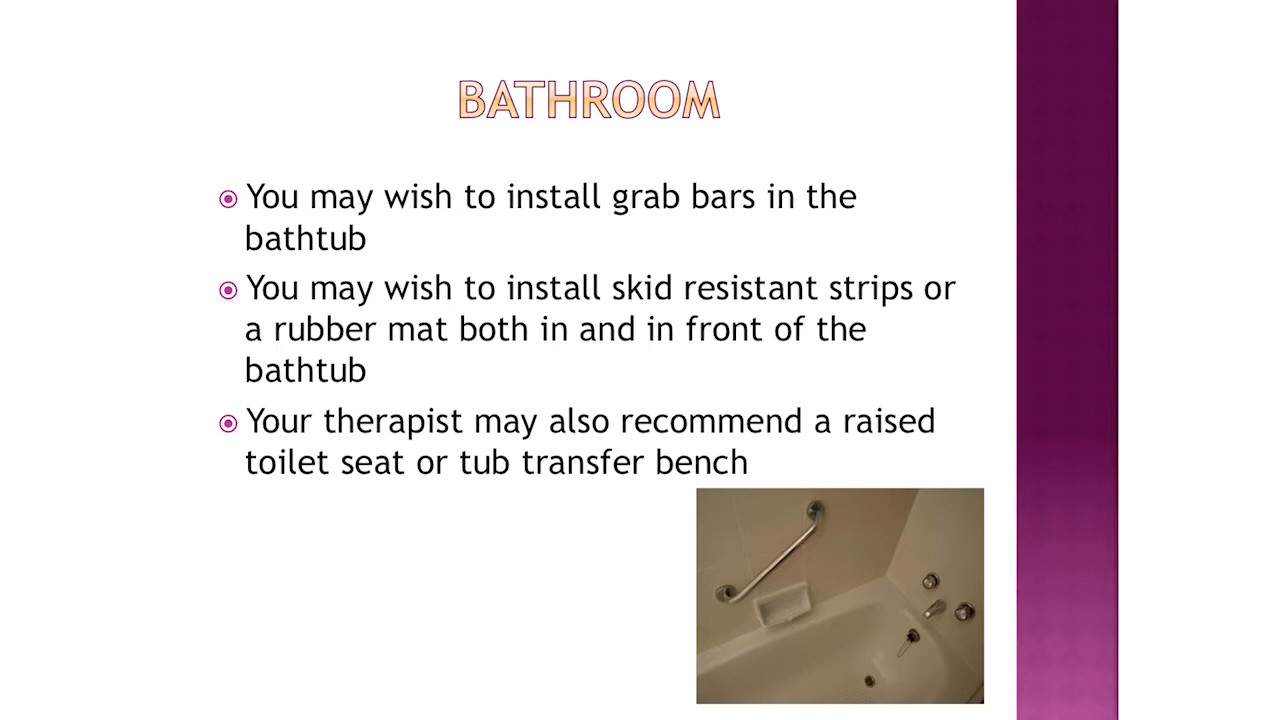 BATHROOM
You may wish to install grab bars in the
bathtub
You may wish to install skid resistant strips or
a rubber mat both in and in front of the
bathtub
Your therapist may also recommend a raised
toilet seat or tub transfer bench